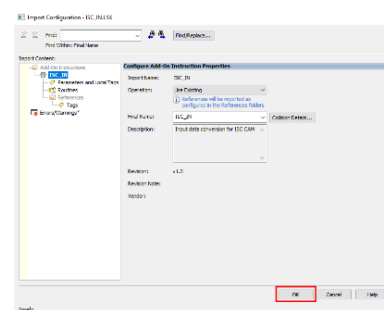 Import Configuration - ISC_IN.L5X
Find:
Find/Replace...
Find Within: Final Name
Import Content:
Add-On Instructions
ISC_IN
Parameters and Local Tags
Routines
References
Tags
Errors/Warnings*
Configure Add-On Instruction Properties
Import Name: ISC_IN
Operation: Use Existing
References will be imported as
configured in the References folders
Final Name: ISC_IN
Collision Details...
Description: Input data conversion for ISC CAM
Revision: v1.0
Revision Note:
Vendor:
OK Cancel Help
Ready